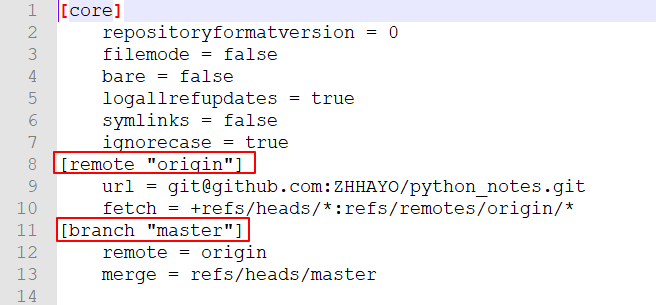 1 [core]
2 repositoryformatversion = 0
3 filemode = false
4 bare = false
5 logallrefupdates = true
6 symlinks = false
7 ignorecase = true
8 [remote "origin"]
9 url = git@github.com:ZHHAYO/python_notes.git
10 fetch = +refs/heads/*:refs/remotes/origin/*
11 [branch "master"]
12 remote = origin
13 merge = refs/heads/master
14